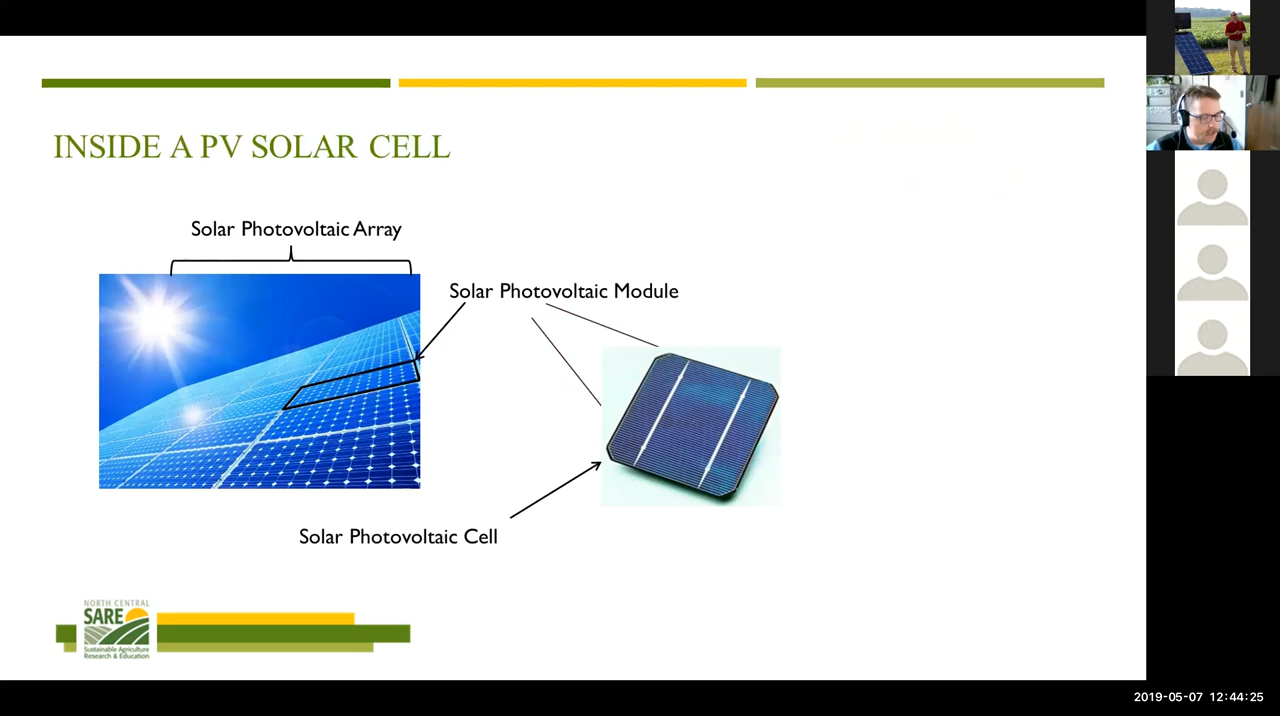 INSIDE A PV SOLAR CELL
Solar Photovoltaic Array
Solar Photovoltaic Module
Solar Photovoltaic Cell
NORTH CENTRAL
SARE
Sustainable Agriculture
Research & Education
2019-05-07 12:44:25